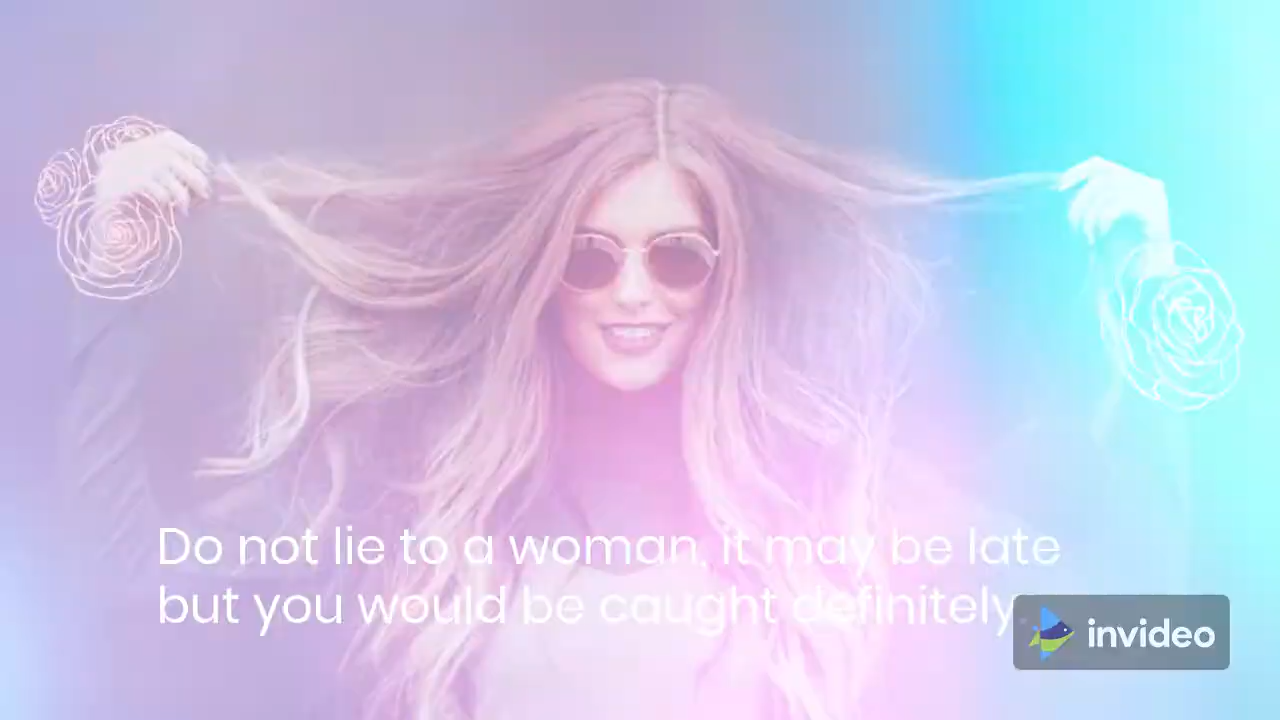 Do not lie to a woman, it may be late
but you would be caught definitely
invideo